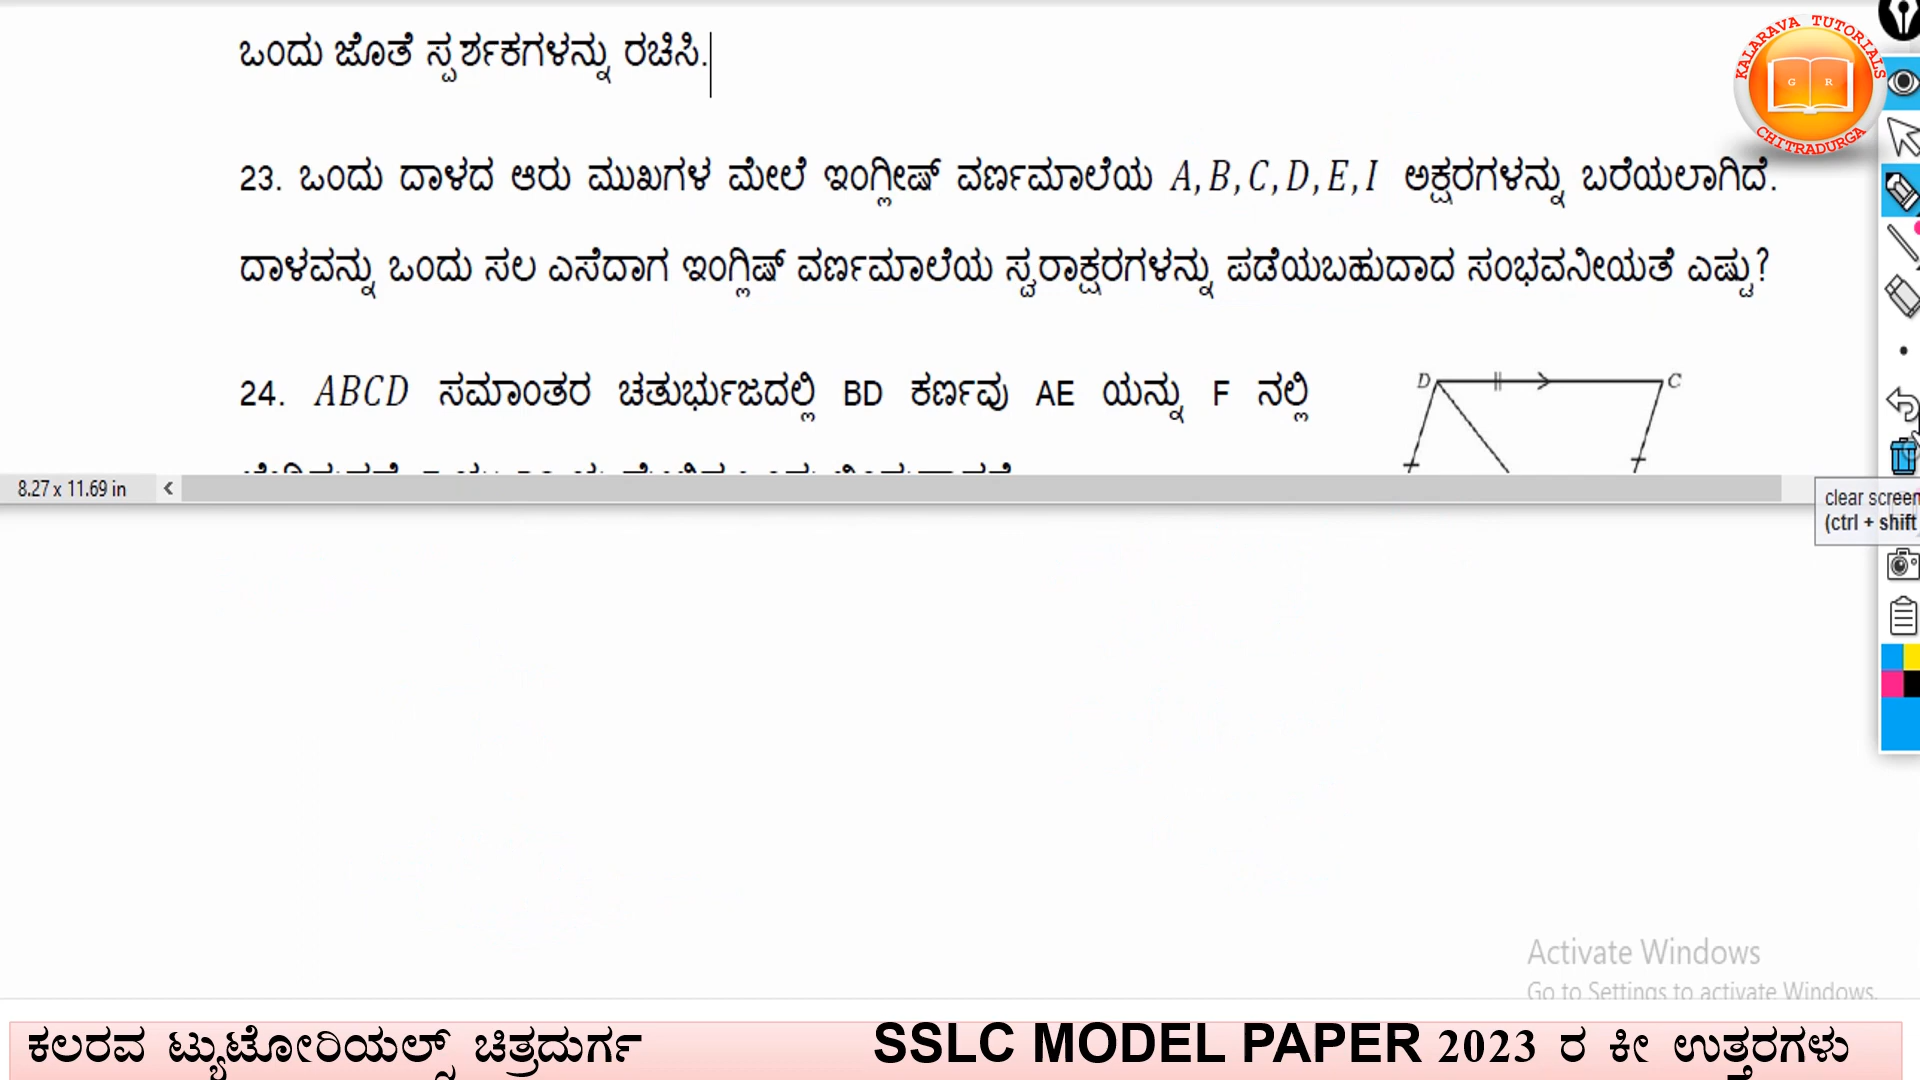 ಒಂದು ಜೊತೆ ಸ್ಪರ್ಶಕಗಳನ್ನು ರಚಿಸಿ.
KALARAVA TUTORIALS
G R
CHITRADURGA
23. ಒಂದು ದಾಳದ ಆರು ಮುಖಗಳ ಮೇಲೆ ಇಂಗ್ಲೀಷ್ ವರ್ಣಮಾಲೆಯ A, B, C, D, E, I ಅಕ್ಷರಗಳನ್ನು ಬರೆಯಲಾಗಿದೆ.
ದಾಳವನ್ನು ಒಂದು ಸಲ ಎಸೆದಾಗ ಇಂಗ್ಲಿಷ್ ವರ್ಣಮಾಲೆಯ ಸ್ವರಾಕ್ಷರಗಳನ್ನು ಪಡೆಯಬಹುದಾದ ಸಂಭವನೀಯತೆ ಎಷ್ಟು?
24. ABCD ಸಮಾಂತರ ಚತುರ್ಭುಜದಲ್ಲಿ BD ಕರ್ಣವು AE ಯನ್ನು F ನಲ್ಲಿ
D C
8.27 x 11.69 in
clear screen
(ctrl + shift
Activate Windows
Go to Settings to activate Windows.
ಕಲರವ ಟ್ಯುಟೋರಿಯಲ್ಸ್ ಚಿತ್ರದುರ್ಗ SSLC MODEL PAPER 2023 ರ ಕೀ ಉತ್ತರಗಳು